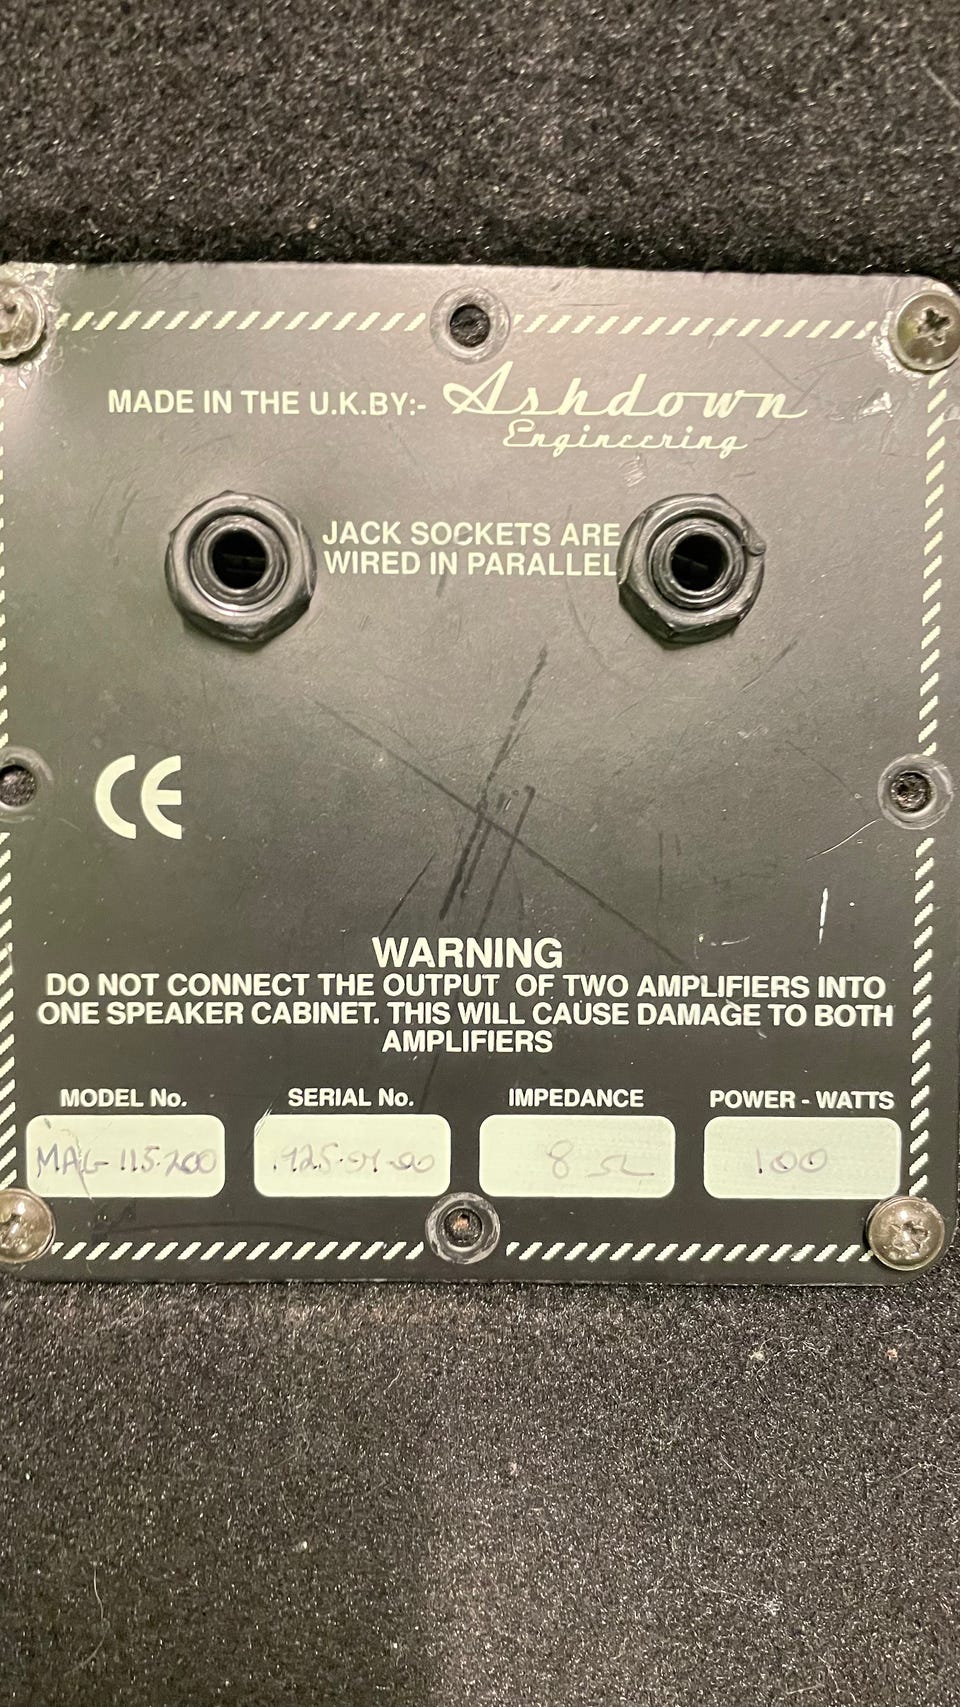 MADE IN THE U.K.BY:- Ashdown
Engineering
JACK SOCKETS ARE
WIRED IN PARALLEL
CE
WARNING
DO NOT CONNECT THE OUTPUT OF TWO AMPLIFIERS INTO
ONE SPEAKER CABINET. THIS WILL CAUSE DAMAGE TO BOTH
AMPLIFIERS
MODEL No. SERIAL No. IMPEDANCE POWER - WATTS
MAG-115-200 8 Ω 100